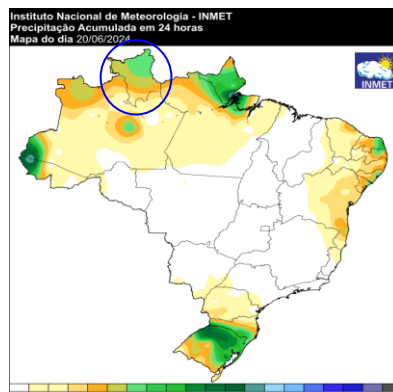 Instituto Nacional de Meteorologia - INMET
Precipitação Acumulada em 24 horas
Mapa do dia 20/06/2024
INMET